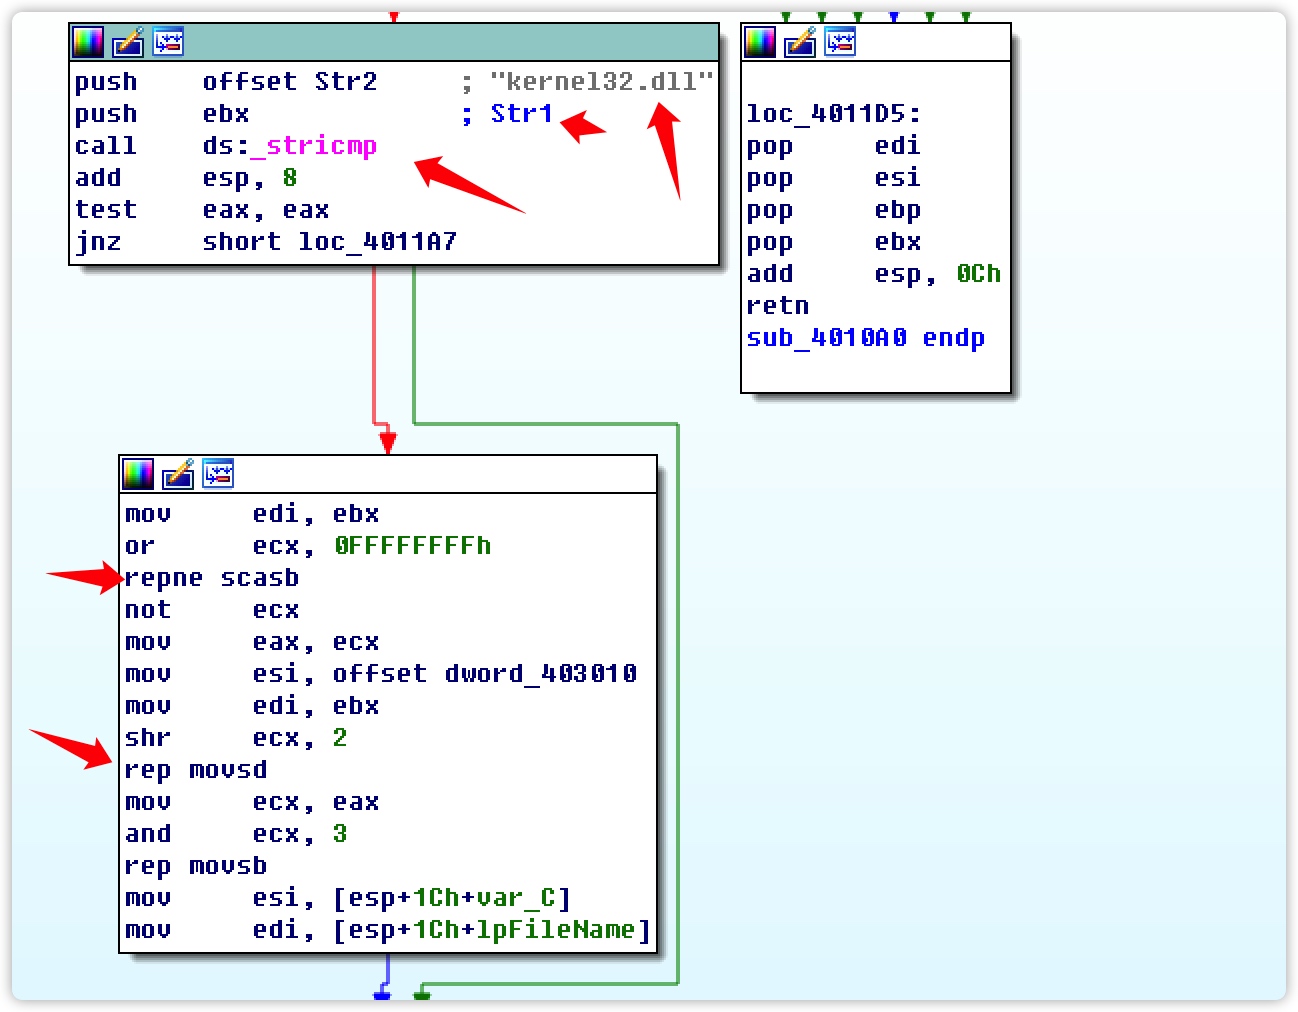 push offset Str2 ; "kernel32.dll"
push ebx ; Str1
call ds:_stricmp
add esp, 8
test eax, eax
jnz short loc_4011A7
loc_4011D5:
pop edi
pop esi
pop ebp
pop ebx
add esp, 0Ch
retn
sub_4010A0 endp
mov edi, ebx
or ecx, 0FFFFFFFFh
repne scasb
not ecx
mov eax, ecx
mov esi, offset dword_403010
mov edi, ebx
shr ecx, 2
rep movsd
mov ecx, eax
and ecx, 3
rep movsb
mov esi, [esp+1Ch+var_C]
mov edi, [esp+1Ch+lpFileName]